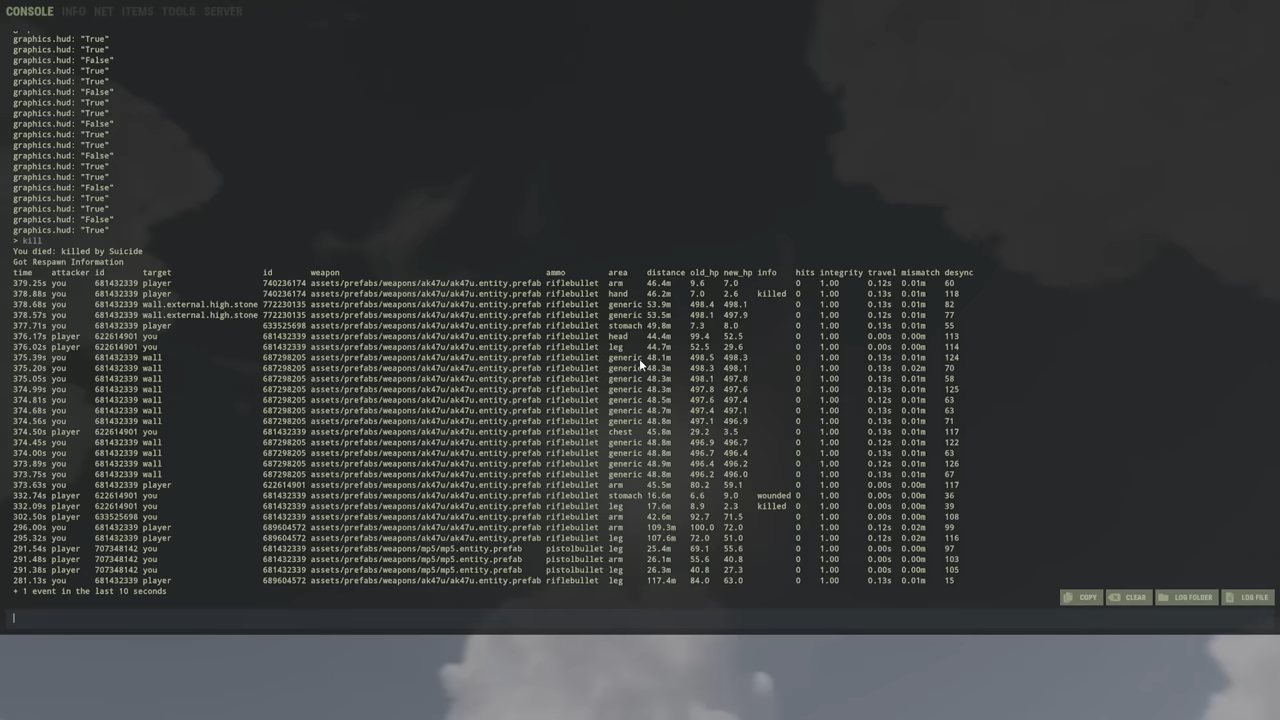 CONSOLE INFO NET ITEMS TOOLS SERVER
graphics.hud: "True"
graphics.hud: "True"
graphics.hud: "False"
graphics.hud: "True"
graphics.hud: "True"
graphics.hud: "False"
graphics.hud: "True"
graphics.hud: "True"
graphics.hud: "False"
graphics.hud: "True"
graphics.hud: "True"
graphics.hud: "False"
graphics.hud: "True"
graphics.hud: "True"
graphics.hud: "False"
graphics.hud: "True"
graphics.hud: "True"
graphics.hud: "False"
graphics.hud: "True"
> kill
You died: killed by Suicide
Got Respawn Information
time attacker id target id weapon ammo area distance old_hp new_hp info hits integrity travel mismatch desync
379.25s you 681432339 player 740236174 assets/prefabs/weapons/ak47u/ak47u.entity.prefab riflebullet arm 46.4m 9.6 7.0 0 1.00 0.12s 0.01m 60
378.88s you 681432339 player 740236174 assets/prefabs/weapons/ak47u/ak47u.entity.prefab riflebullet hand 46.2m 7.0 2.6 killed 0 1.00 0.13s 0.01m 118
378.68s you 681432339 wall.external.high.stone 772230135 assets/prefabs/weapons/ak47u/ak47u.entity.prefab riflebullet generic 53.9m 498.4 498.1 0 1.00 0.13s 0.01m 82
378.57s you 681432339 wall.external.high.stone 772230135 assets/prefabs/weapons/ak47u/ak47u.entity.prefab riflebullet generic 53.5m 498.1 497.9 0 1.00 0.12s 0.01m 77
377.71s you 681432339 player 633525698 assets/prefabs/weapons/ak47u/ak47u.entity.prefab riflebullet stomach 49.8m 7.3 8.0 0 1.00 0.13s 0.01m 55
376.17s player 622614901 you 681432339 assets/prefabs/weapons/ak47u/ak47u.entity.prefab riflebullet head 44.4m 99.4 52.5 0 1.00 0.00s 0.00m 113
376.02s player 622614901 you 681432339 assets/prefabs/weapons/ak47u/ak47u.entity.prefab riflebullet leg 44.7m 52.5 29.6 0 1.00 0.00s 0.00m 114
375.39s you 681432339 wall 687298205 assets/prefabs/weapons/ak47u/ak47u.entity.prefab riflebullet generic 48.1m 498.5 498.3 0 1.00 0.13s 0.01m 124
375.20s you 681432339 wall 687298205 assets/prefabs/weapons/ak47u/ak47u.entity.prefab riflebullet generic 48.3m 498.3 498.1 0 1.00 0.12s 0.02m 70
375.05s you 681432339 wall 687298205 assets/prefabs/weapons/ak47u/ak47u.entity.prefab riflebullet generic 48.3m 498.1 497.8 0 1.00 0.13s 0.01m 58
374.99s you 681432339 wall 687298205 assets/prefabs/weapons/ak47u/ak47u.entity.prefab riflebullet generic 48.3m 497.8 497.6 0 1.00 0.13s 0.01m 125
374.81s you 681432339 wall 687298205 assets/prefabs/weapons/ak47u/ak47u.entity.prefab riflebullet generic 48.5m 497.6 497.4 0 1.00 0.12s 0.01m 63
374.68s you 681432339 wall 687298205 assets/prefabs/weapons/ak47u/ak47u.entity.prefab riflebullet generic 48.7m 497.4 497.1 0 1.00 0.13s 0.01m 63
374.56s you 681432339 wall 687298205 assets/prefabs/weapons/ak47u/ak47u.entity.prefab riflebullet generic 48.8m 497.1 496.9 0 1.00 0.13s 0.01m 71
374.50s player 622614901 you 681432339 assets/prefabs/weapons/ak47u/ak47u.entity.prefab riflebullet chest 45.8m 29.2 3.5 0 1.00 0.00s 0.01m 117
374.45s you 681432339 wall 687298205 assets/prefabs/weapons/ak47u/ak47u.entity.prefab riflebullet generic 48.8m 496.9 496.7 0 1.00 0.12s 0.01m 122
374.00s you 681432339 wall 687298205 assets/prefabs/weapons/ak47u/ak47u.entity.prefab riflebullet generic 48.8m 496.7 496.4 0 1.00 0.13s 0.00m 63
373.89s you 681432339 wall 687298205 assets/prefabs/weapons/ak47u/ak47u.entity.prefab riflebullet generic 48.9m 496.4 496.2 0 1.00 0.12s 0.01m 126
373.75s you 681432339 wall 687298205 assets/prefabs/weapons/ak47u/ak47u.entity.prefab riflebullet generic 48.8m 496.2 496.0 0 1.00 0.13s 0.01m 67
373.63s you 681432339 player 622614901 assets/prefabs/weapons/ak47u/ak47u.entity.prefab riflebullet arm 45.5m 80.2 59.1 0 1.00 0.00s 0.01m 117
332.74s player 622614901 you 681432339 assets/prefabs/weapons/ak47u/ak47u.entity.prefab riflebullet stomach 16.6m 6.6 9.0 wounded 0 1.00 0.00s 0.01m 36
332.09s player 622614901 you 681432339 assets/prefabs/weapons/ak47u/ak47u.entity.prefab riflebullet leg 17.6m 8.9 2.3 killed 0 1.00 0.00s 0.01m 39
302.50s player 633525698 you 681432339 assets/prefabs/weapons/ak47u/ak47u.entity.prefab riflebullet arm 42.6m 92.7 71.5 0 1.00 0.00s 0.01m 108
296.00s you 681432339 player 689604572 assets/prefabs/weapons/ak47u/ak47u.entity.prefab riflebullet arm 109.3m 100.0 72.0 0 1.00 0.12s 0.02m 99
295.32s you 681432339 player 689604572 assets/prefabs/weapons/ak47u/ak47u.entity.prefab riflebullet leg 107.6m 72.0 51.0 0 1.00 0.12s 0.02m 116
291.54s player 707348142 you 681432339 assets/prefabs/weapons/mp5/mp5.entity.prefab pistolbullet leg 25.4m 69.1 55.6 0 1.00 0.00s 0.01m 97
291.48s player 707348142 you 681432339 assets/prefabs/weapons/mp5/mp5.entity.prefab pistolbullet arm 26.1m 55.6 40.8 0 1.00 0.00s 0.01m 103
291.38s player 707348142 you 681432339 assets/prefabs/weapons/mp5/mp5.entity.prefab pistolbullet leg 26.3m 40.8 27.3 0 1.00 0.00s 0.01m 105
281.13s you 681432339 player 689604572 assets/prefabs/weapons/ak47u/ak47u.entity.prefab riflebullet leg 117.4m 84.0 63.0 0 1.00 0.13s 0.01m 15
+ 1 event in the last 10 seconds
COPY CLEAR LOG FOLDER LOG FILE